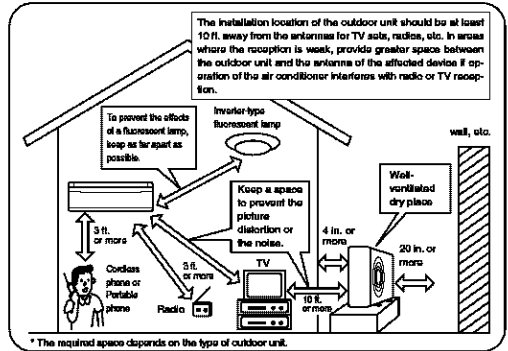 The installation location of the outdoor unit should be at least
10 ft. away from the antennas for TV sets, radios, etc. In areas
where the reception is weak, provide greater space between
the outdoor unit and the antenna of the affected device if op-
eration of the air conditioner interferes with radio or TV recep-
tion.
To prevent the effects
of a fluorescent lamp,
keep as far apart as
possible.
Inverter-type
fluorescent lamp
wall, etc.
Keep a space
to prevent the
picture
distortion or
the noise.
Well-
ventilated
dry place
3 ft.
or more
4 in. or
more
20 in. or
more
Cordless
phone or
Portable
phone
3 ft.
or more
Radio
TV
10 ft.
or more
* The required space depends on the type of outdoor unit.